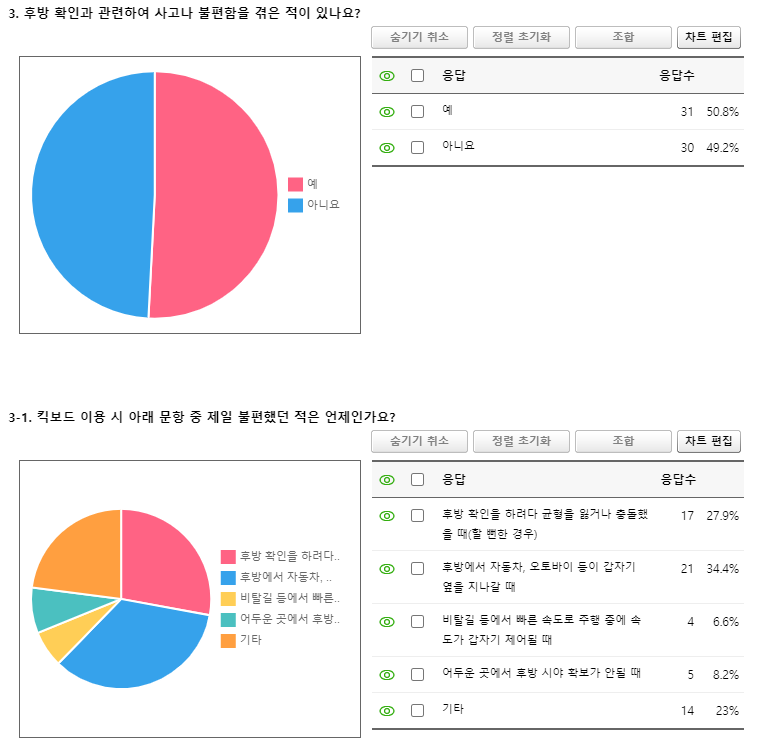 3. 후방 확인과 관련하여 사고나 불편함을 겪은 적이 있나요?
숨기기 취소 정렬 초기화 조합 차트 편집
응답 응답수
예 31 50.8%
아니요 30 49.2%
예
아니요
3-1. 킥보드 이용 시 아래 문항 중 제일 불편했던 적은 언제인가요?
숨기기 취소 정렬 초기화 조합 차트 편집
응답 응답수
후방 확인을 하려다 균형을 잃거나 충돌했 17 27.9%
을 때(할 뻔한 경우)
후방에서 자동차, 오토바이 등이 갑자기 21 34.4%
옆을 지나갈 때
비탈길 등에서 빠른 속도로 주행 중에 속 4 6.6%
도가 갑자기 제어될 때
어두운 곳에서 후방 시야 확보가 안될 때 5 8.2%
기타 14 23%
후방 확인을 하려다..
후방에서 자동차, ..
비탈길 등에서 빠른..
어두운 곳에서 후방..
기타